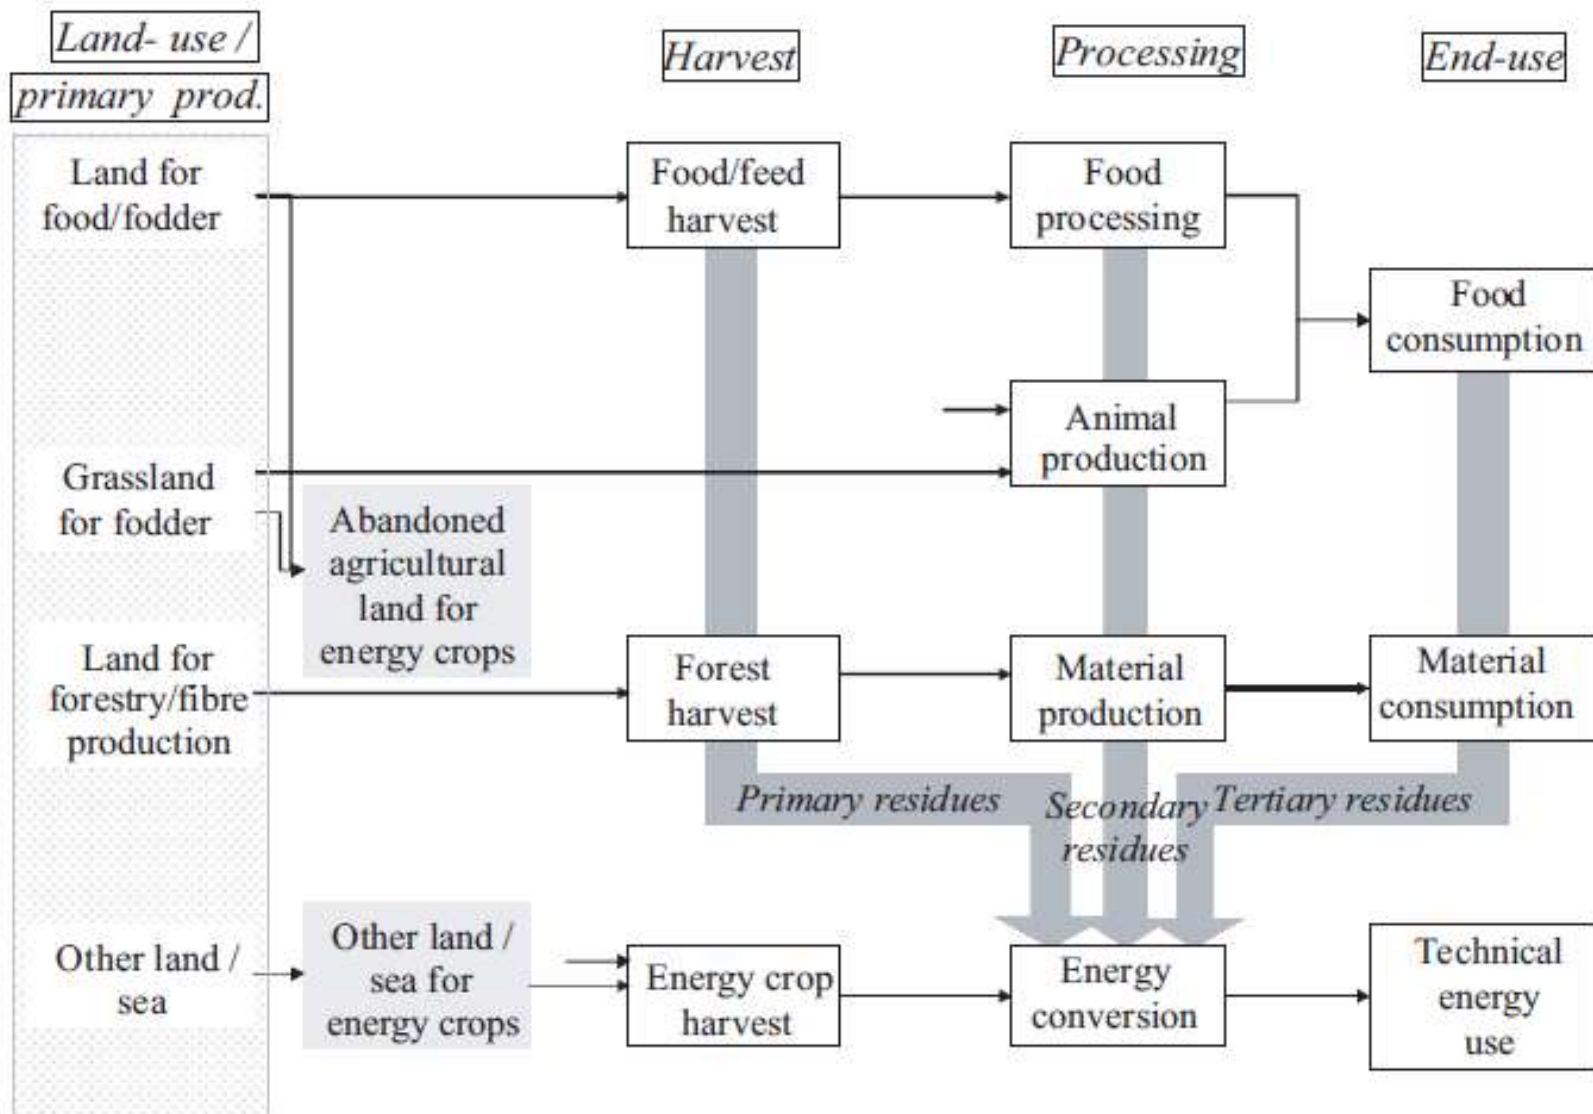 Land- use /
primary prod.
Harvest
Processing
End-use
Land for
food/fodder
Food/feed
harvest
Food
processing
Food
consumption
Animal
production
Grassland
for fodder
Abandoned
agricultural
land for
energy crops
Land for
forestry/fibre
production
Forest
harvest
Material
production
Material
consumption
Primary residues
Secondary
residues
Tertiary residues
Other land /
sea
Other land /
sea for
energy crops
Energy crop
harvest
Energy
conversion
Technical
energy
use